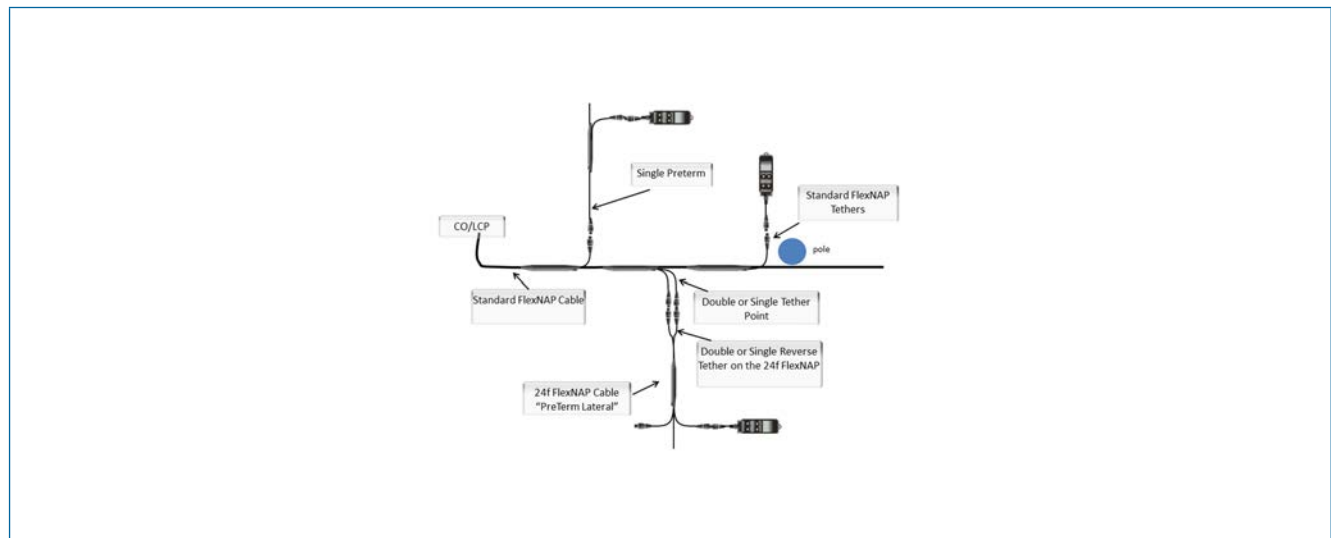 Single Preterm
Standard FlexNAP
Tethers
CO/LCP
pole
Standard FlexNAP Cable
Double or Single Tether
Point
Double or Single Reverse
Tether on the 24f FlexNAP
24f FlexNAP Cable
“PreTerm Lateral”